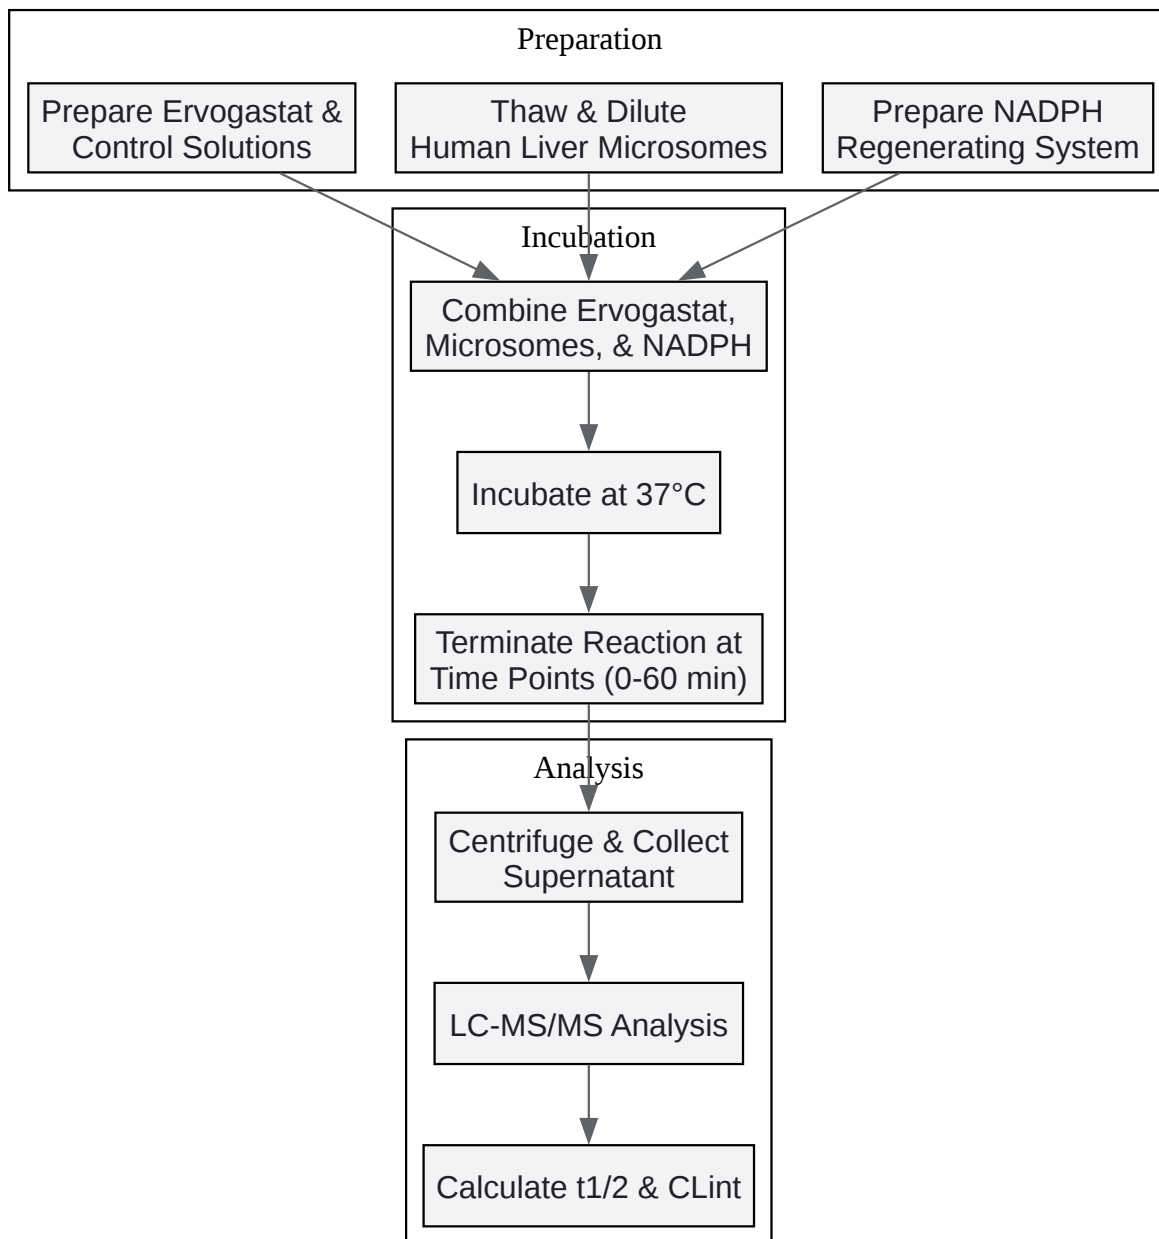 Preparation
Prepare Ervogastat &
Control Solutions
Thaw & Dilute
Human Liver Microsomes
Prepare NADPH
Regenerating System
Incubation
Combine Ervogastat,
Microsomes, & NADPH
Incubate at 37°C
Terminate Reaction at
Time Points (0-60 min)
Analysis
Centrifuge & Collect
Supernatant
LC-MS/MS Analysis
Calculate t1/2 & CLint